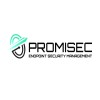 PROMISEC
ENDPOINT SECURITY MANAGEMENT